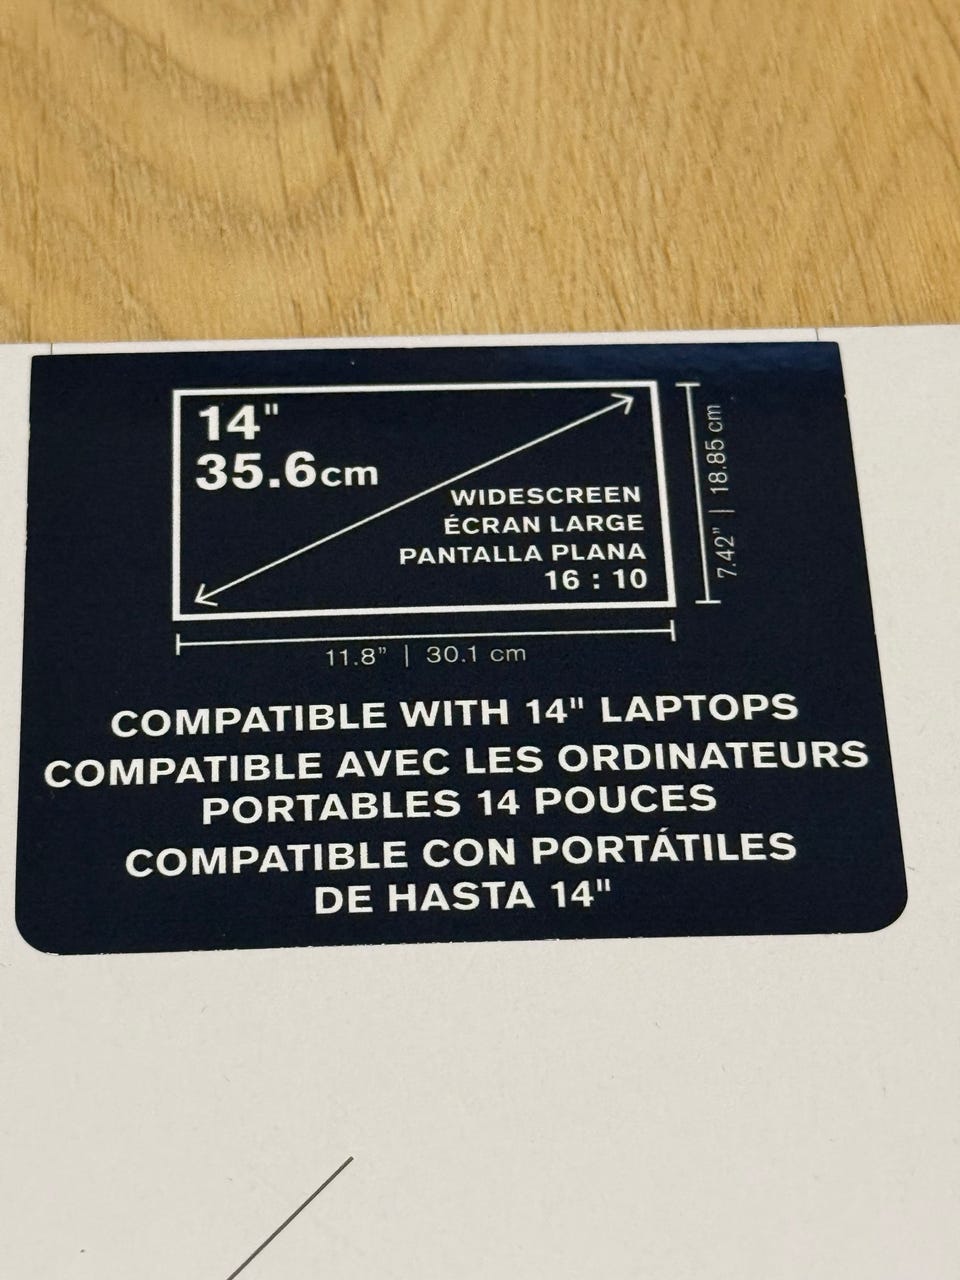 14"
35.6cm
WIDESCREEN
ÉCRAN LARGE
PANTALLA PLANA
16 : 10
7.42" | 18.85 cm
11.8" | 30.1 cm
COMPATIBLE WITH 14" LAPTOPS
COMPATIBLE AVEC LES ORDINATEURS
PORTABLES 14 POUCES
COMPATIBLE CON PORTÁTILES
DE HASTA 14"